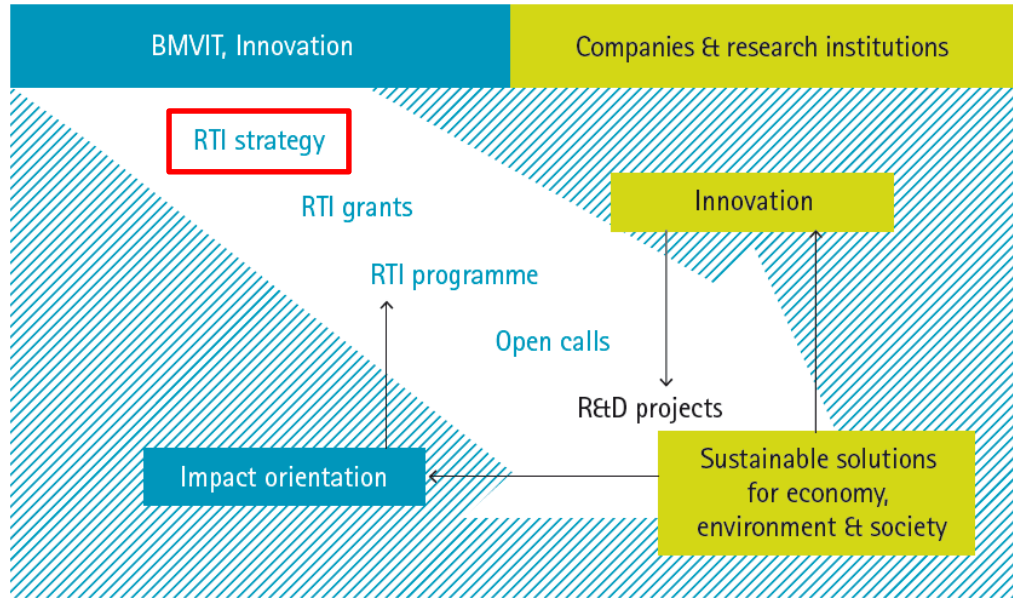 BMVIT, Innovation
Companies & research institutions
RTI strategy
RTI grants
Innovation
RTI programme
Open calls
R&D projects
Impact orientation
Sustainable solutions
for economy,
environment & society